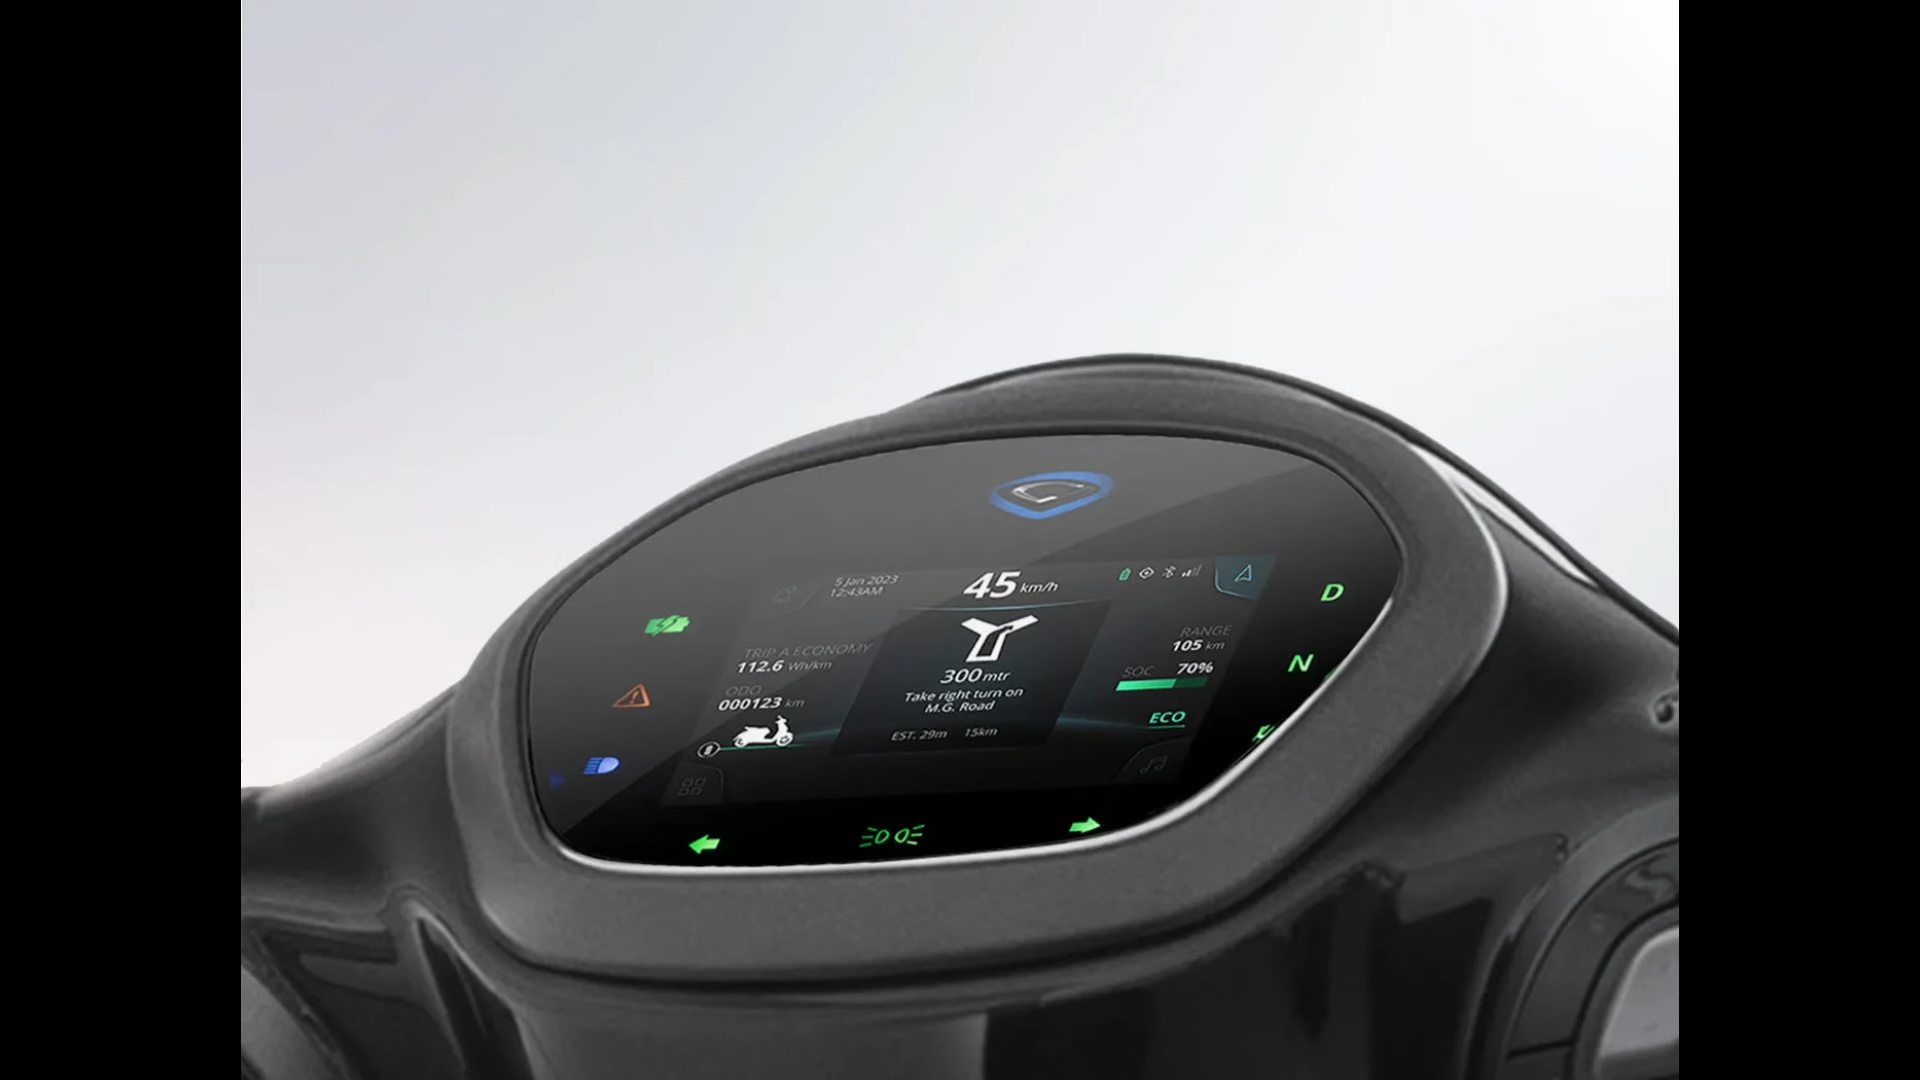 5 Jan 2023
12:43AM
45 km/h
D
TRIP A ECONOMY
112.6 Wh/km
RANGE
105 km
N
300 mtr
Take right turn on
M.G. Road
SOC 70%
ODO
000123 km
ECO
EST. 29m 15km